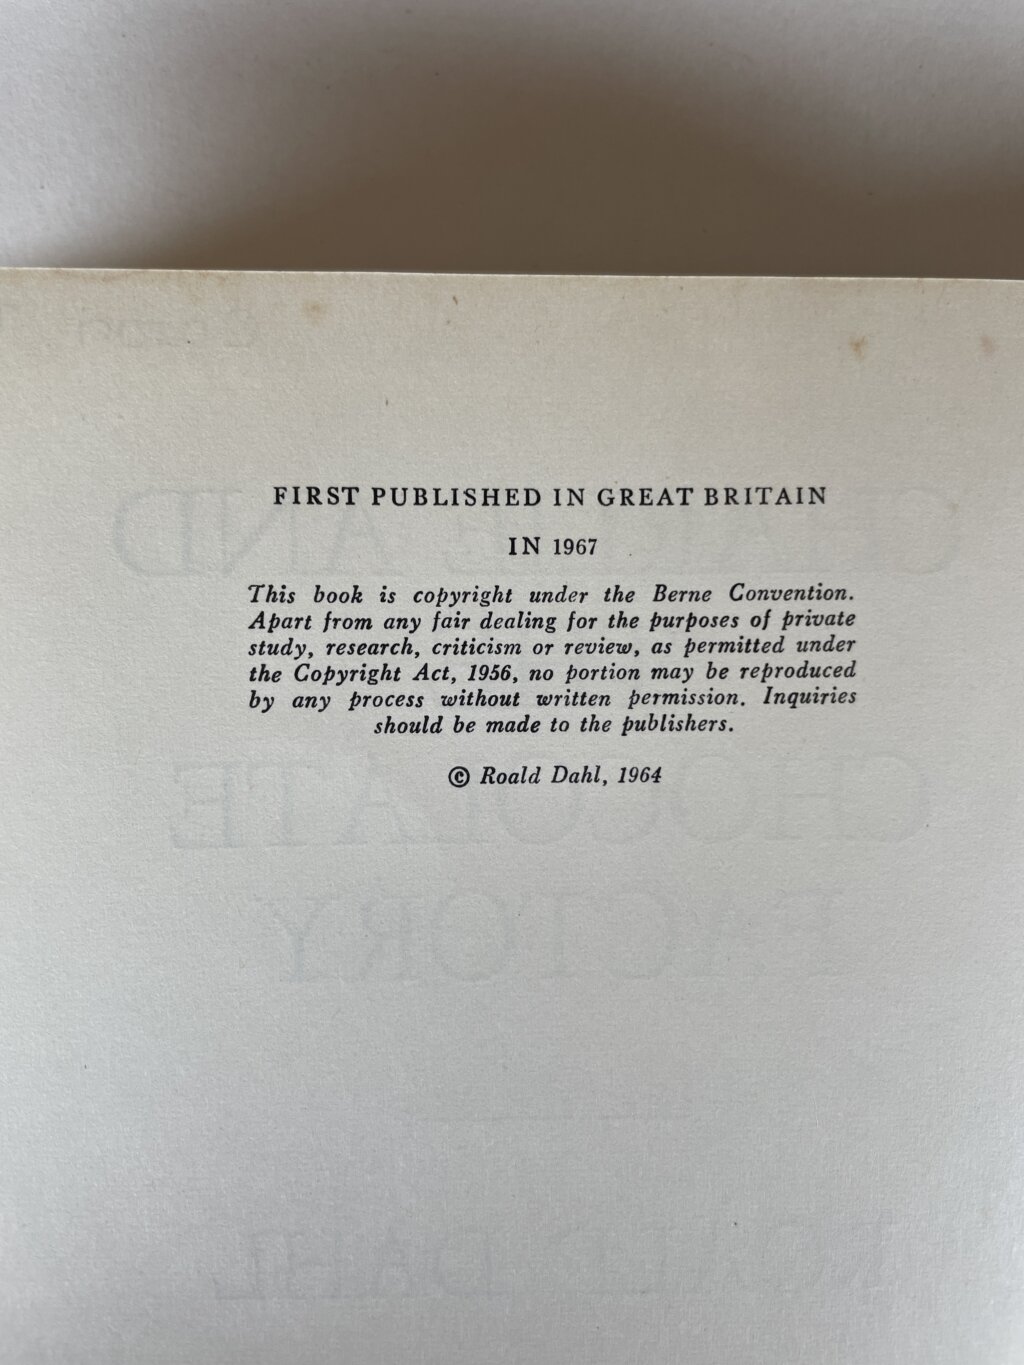 FIRST PUBLISHED IN GREAT BRITAIN
IN 1967
This book is copyright under the Berne Convention.
Apart from any fair dealing for the purposes of private
study, research, criticism or review, as permitted under
the Copyright Act, 1956, no portion may be reproduced
by any process without written permission. Inquiries
should be made to the publishers.
© Roald Dahl, 1964